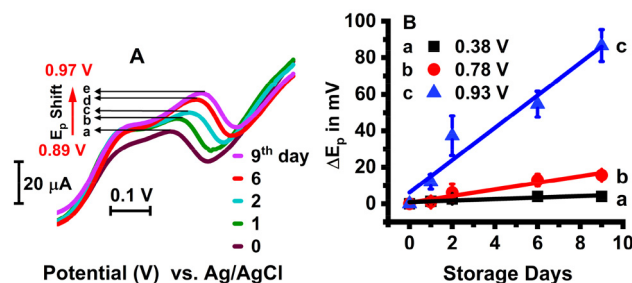 A
0.97 V
E_p Shift
0.89 V
e
d
c
b
a
20 μA
0.1 V
9th day
6
2
1
0
Potential (V) vs. Ag/AgCl
B
a 0.38 V
b 0.78 V
c 0.93 V
c
b
a
ΔE_p in mV
100
80
60
40
20
0
0 2 4 6 8 10
Storage Days